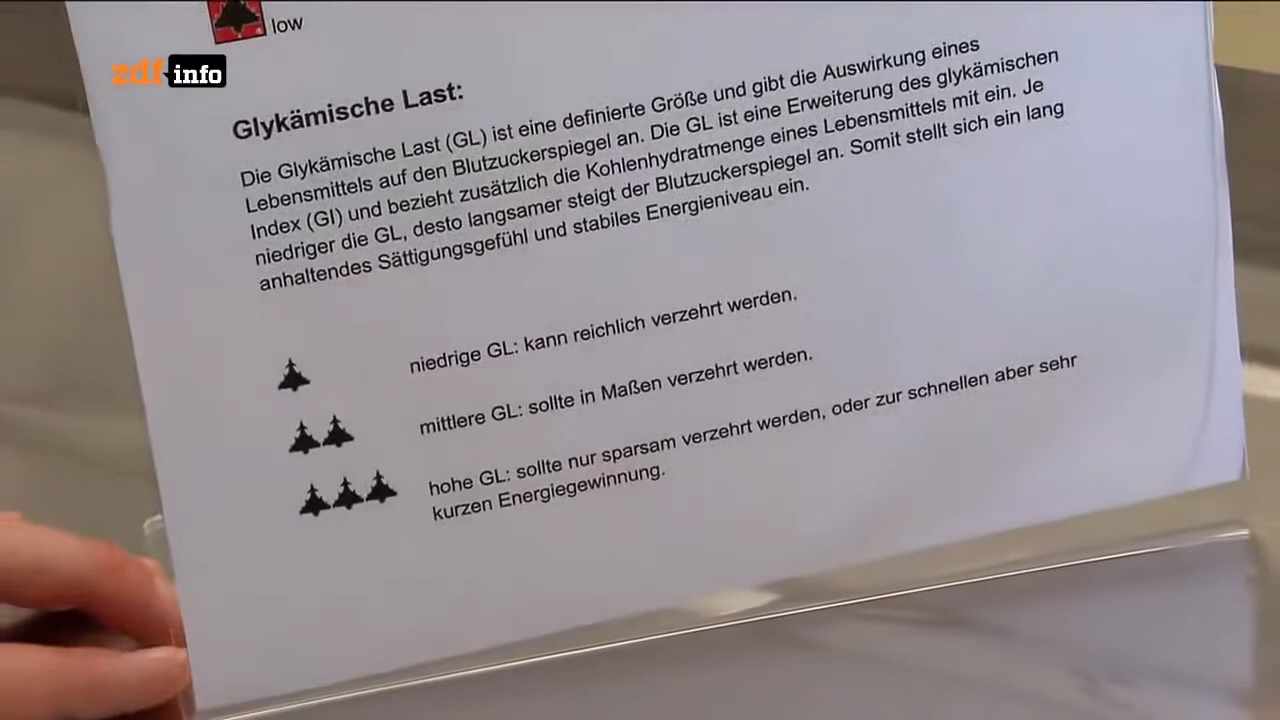 low
zdf info
Glykämische Last:
Die Glykämische Last (GL) ist eine definierte Größe und gibt die Auswirkung eines
Lebensmittels auf den Blutzuckerspiegel an. Die GL ist eine Erweiterung des glykämischen
Index (GI) und bezieht zusätzlich die Kohlenhydratmenge eines Lebensmittels mit ein. Je
niedriger die GL, desto langsamer steigt der Blutzuckerspiegel an. Somit stellt sich ein lang
anhaltendes Sättigungsgefühl und stabiles Energieniveau ein.
niedrige GL: kann reichlich verzehrt werden.
mittlere GL: sollte in Maßen verzehrt werden.
hohe GL: sollte nur sparsam verzehrt werden, oder zur schnellen aber sehr
kurzen Energiegewinnung.